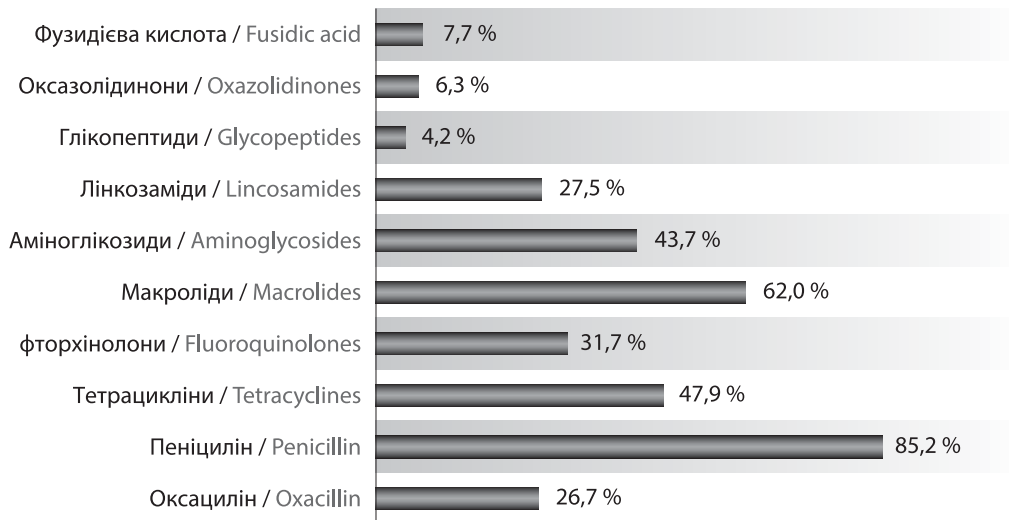 Фузидієва кислота / Fusidic acid 7,7 %
Оксазолідинони / Oxazolidinones 6,3 %
Глікопептиди / Glycopeptides 4,2 %
Лінкозаміди / Lincosamides 27,5 %
Аміноглікозиди / Aminoglycosides 43,7 %
Макроліди / Macrolides 62,0 %
фторхінолони / Fluoroquinolones 31,7 %
Тетрацикліни / Tetracyclines 47,9 %
Пеніцилін / Penicillin 85,2 %
Оксацилін / Oxacillin 26,7 %